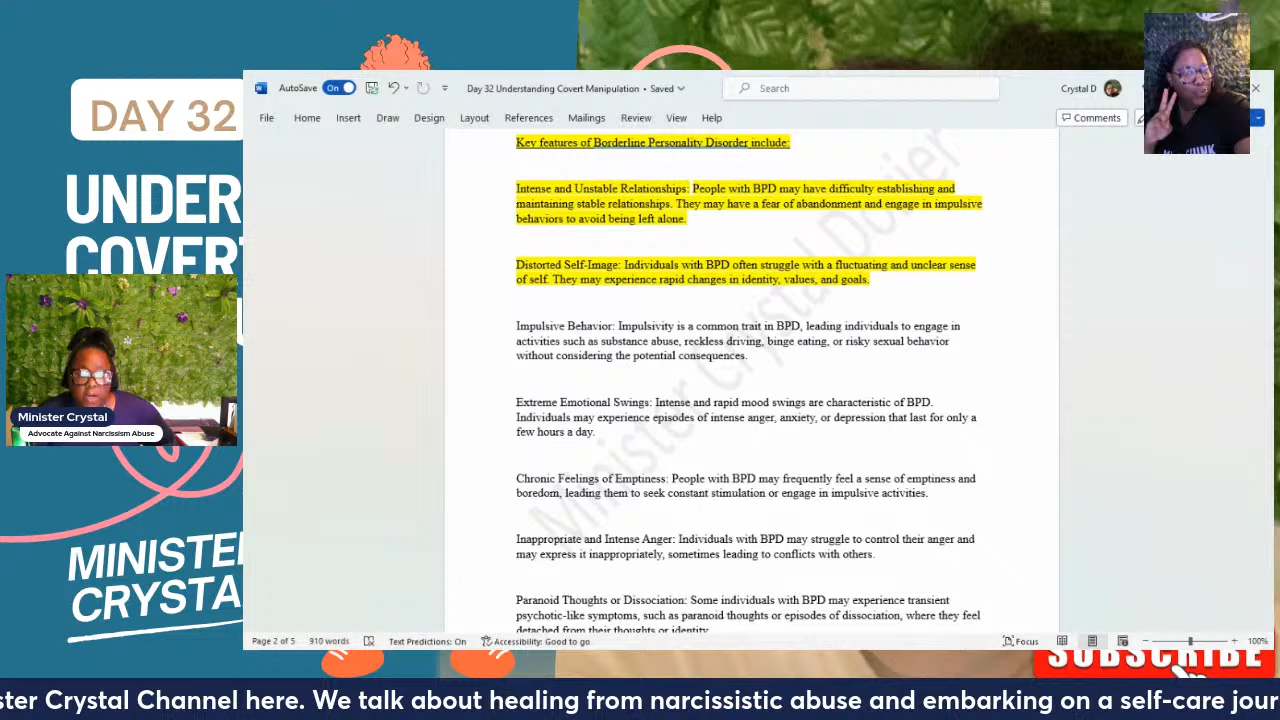 DAY 32
UNDER
COVERT
MINISTE
CRYSTA
Minister Crystal
Advocate Against Narcissism Abuse
AutoSave On
Day 32 Understanding Covert Manipulation • Saved
Search
Crystal D
File Home Insert Draw Design Layout References Mailings Review View Help
Comments
Key features of Borderline Personality Disorder include:
Intense and Unstable Relationships: People with BPD may have difficulty establishing and
maintaining stable relationships. They may have a fear of abandonment and engage in impulsive
behaviors to avoid being left alone.
Distorted Self-Image: Individuals with BPD often struggle with a fluctuating and unclear sense
of self. They may experience rapid changes in identity, values, and goals.
Impulsive Behavior: Impulsivity is a common trait in BPD, leading individuals to engage in
activities such as substance abuse, reckless driving, binge eating, or risky sexual behavior
without considering the potential consequences.
Extreme Emotional Swings: Intense and rapid mood swings are characteristic of BPD.
Individuals may experience episodes of intense anger, anxiety, or depression that last for only a
few hours a day.
Chronic Feelings of Emptiness: People with BPD may frequently feel a sense of emptiness and
boredom, leading them to seek constant stimulation or engage in impulsive activities.
Inappropriate and Intense Anger: Individuals with BPD may struggle to control their anger and
may express it inappropriately, sometimes leading to conflicts with others.
Paranoid Thoughts or Dissociation: Some individuals with BPD may experience transient
psychotic-like symptoms, such as paranoid thoughts or episodes of dissociation, where they feel
detached from their thoughts or identity.
Minister Crystal Dozier
Page 2 of 5 910 words Text Predictions: On Accessibility: Good to go Focus 100%
SUBSCRIBE
ster Crystal Channel here. We talk about healing from narcissistic abuse and embarking on a self-care jour